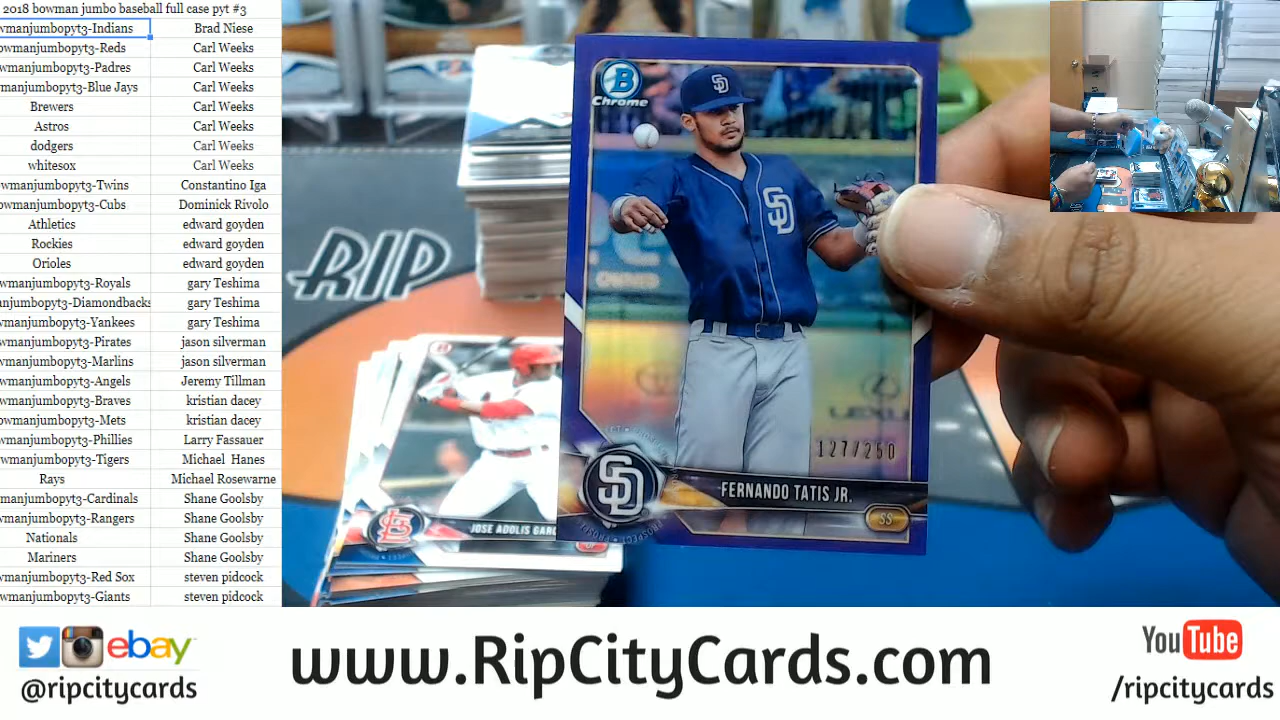 2018 bowman jumbo baseball full case pyt #3
wmanjumbopyt3-Indians Brad Niese
owmanjumbopyt3-Reds Carl Weeks
wmanjumbopyt3-Padres Carl Weeks
manjumbopyt3-Blue Jays Carl Weeks
Brewers Carl Weeks
Astros Carl Weeks
dodgers Carl Weeks
whitesox Carl Weeks
wmanjumbopyt3-Twins Constantino Iga
owmanjumbopyt3-Cubs Dominick Rivolo
Athletics edward goyden
Rockies edward goyden
Orioles edward goyden
wmanjumbopyt3-Royals gary Teshima
anjumbopyt3-Diamondbacks gary Teshima
wmanjumbopyt3-Yankees gary Teshima
wmanjumbopyt3-Pirates jason silverman
wmanjumbopyt3-Marlins jason silverman
wmanjumbopyt3-Angels Jeremy Tillman
wmanjumbopyt3-Braves kristian dacey
owmanjumbopyt3-Mets kristian dacey
wmanjumbopyt3-Phillies Larry Fassauer
wmanjumbopyt3-Tigers Michael Hanes
Rays Michael Rosewarne
manjumbopyt3-Cardinals Shane Goolsby
wmanjumbopyt3-Rangers Shane Goolsby
Nationals Shane Goolsby
Mariners Shane Goolsby
wmanjumbopyt3-Red Sox steven pidcock
wmanjumbopyt3-Giants steven pidcock
RIP
B
Chrome
SD
SD
OWNED
LEXUS
127/250
SD
FERNANDO TATIS JR.
SS
JOSE ADOLIS GARC
ebay
@ripcitycards
www.RipCityCards.com
YouTube
/ripcitycards